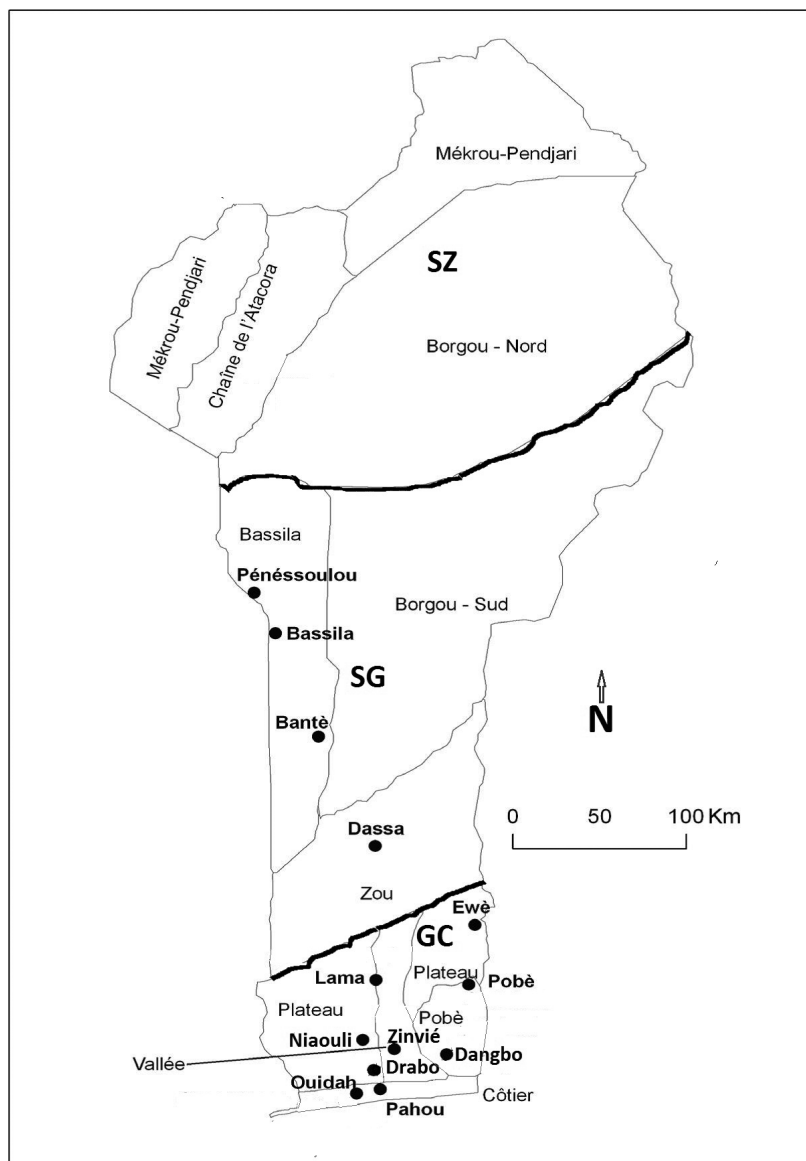 Mékrou-Pendjari
SZ
Mékrou-Pendjari
Chaîne de l'Atacora
Borgou - Nord
Bassila
Pénéssoulou
Borgou - Sud
Bassila
SG
N
Bantè
0 50 100 Km
Dassa
Zou
Ewè
GC
Lama
Plateau
Pobè
Plateau
Pobè
Niaouli
Zinvié
Dangbo
Vallée
Drabo
Ouidah
Côtier
Pahou